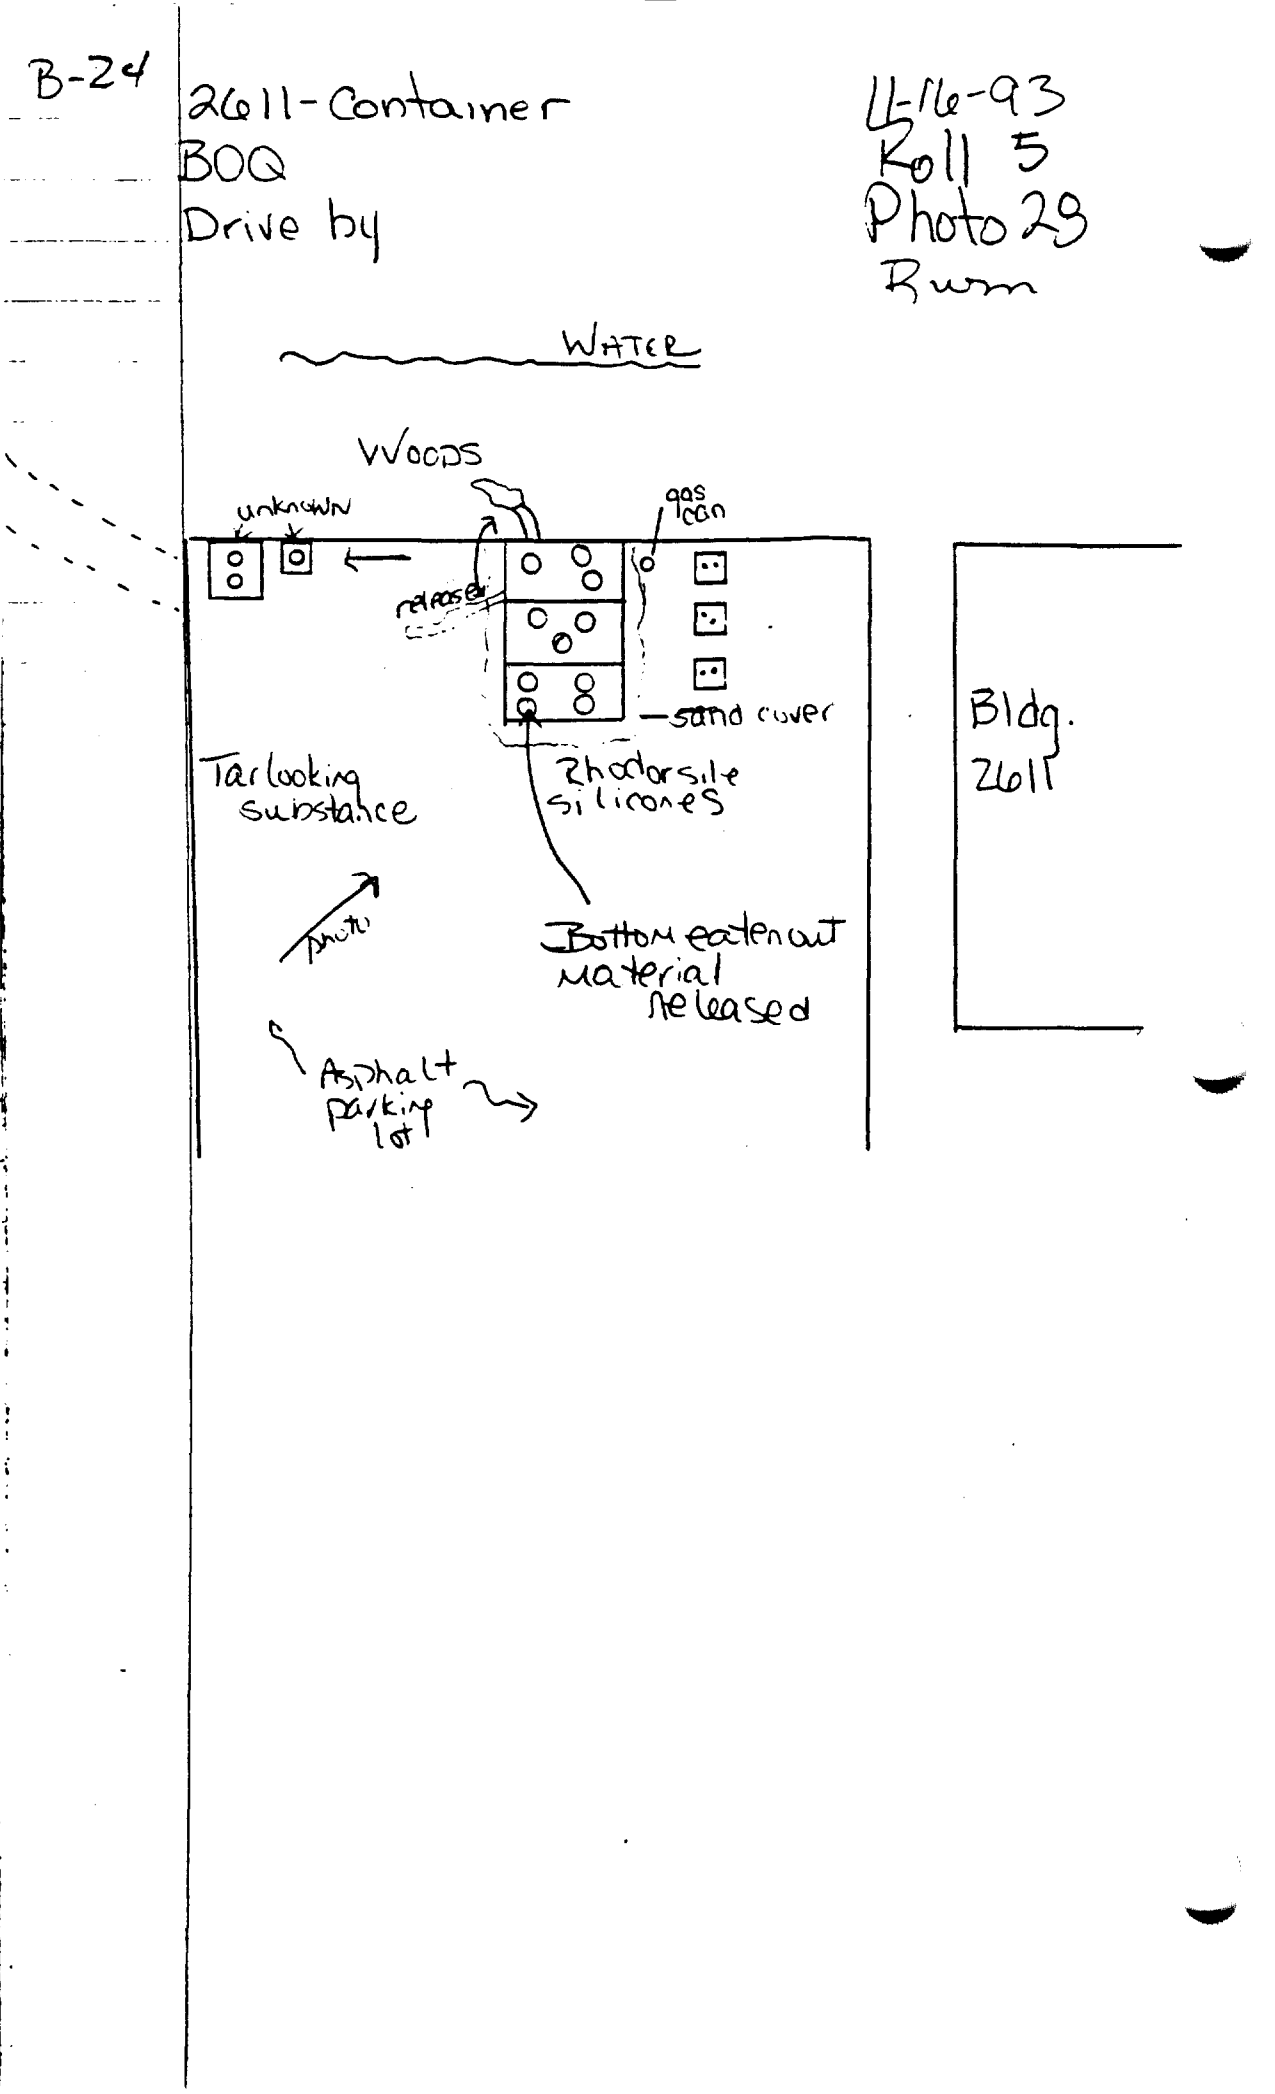 B-24
2611-Container
BOQ
Drive by
11-16-93
Roll 5
Photo 28
WATER
WOODS
unknown
gas
can
released
sand cover
Bldg.
2611
Tar looking
substance
Rhodorsile
silicones
photo
Bottom eaten out
Material
released
Asphalt
parking
lot